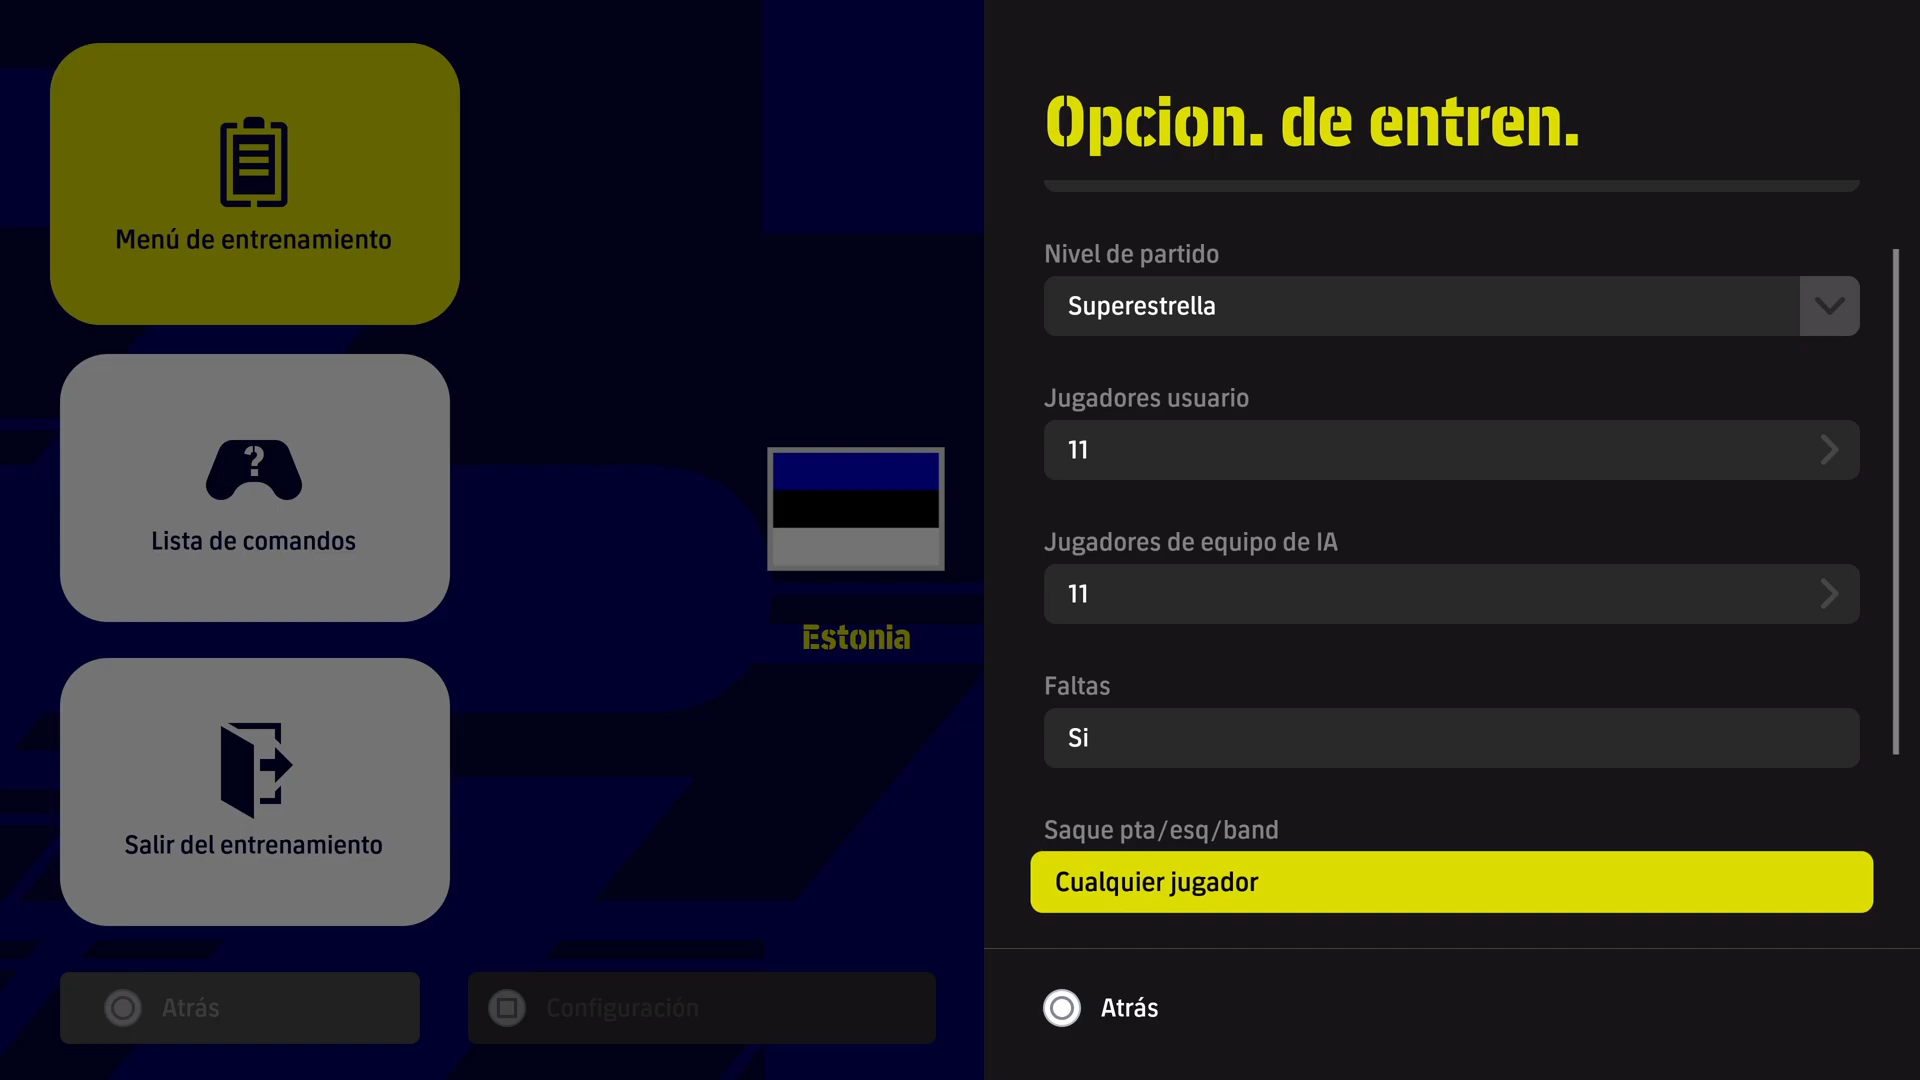 Menú de entrenamiento
?
Lista de comandos
Salir del entrenamiento
Atrás
Configuración
Estonia
Opcion. de entren.
Nivel de partido
Superestrella
Jugadores usuario
11
Jugadores de equipo de IA
11
Faltas
Si
Saque pta/esq/band
Cualquier jugador
Atrás